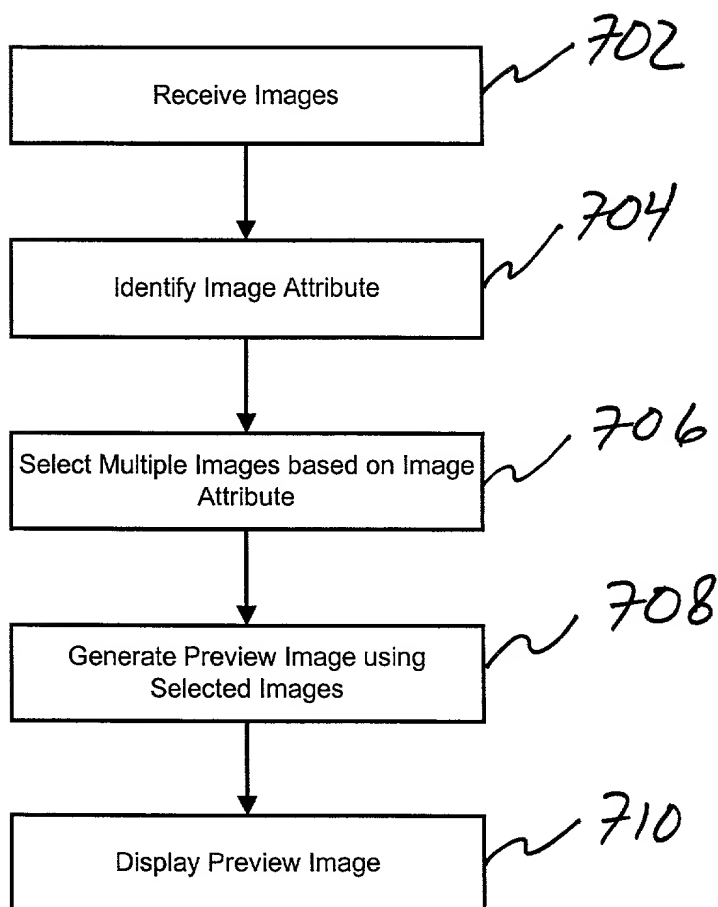 702
Receive Images
704
Identify Image Attribute
706
Select Multiple Images based on Image
Attribute
708
Generate Preview Image using
Selected Images
710
Display Preview Image